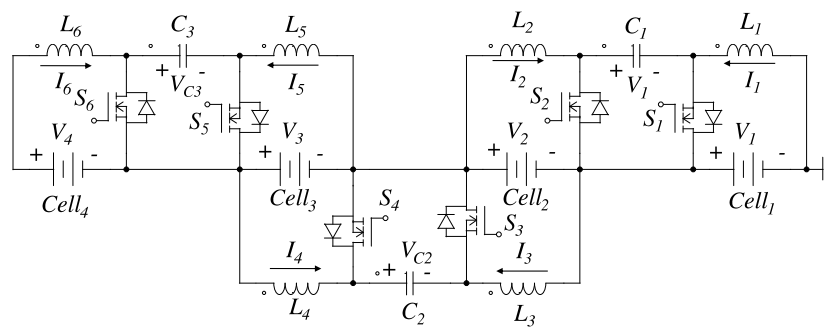 L6 C3 L5 L2 C1 L1
+ VC3 - + V1 -
I6 I5 I2 I1
S6 S5 S2 S1
V4 V3 V2 V1
+ - + - + - + -
Cell4 Cell3 Cell2 Cell1
S4 S3
I4 VC2 I3
+ -
L4 C2 L3